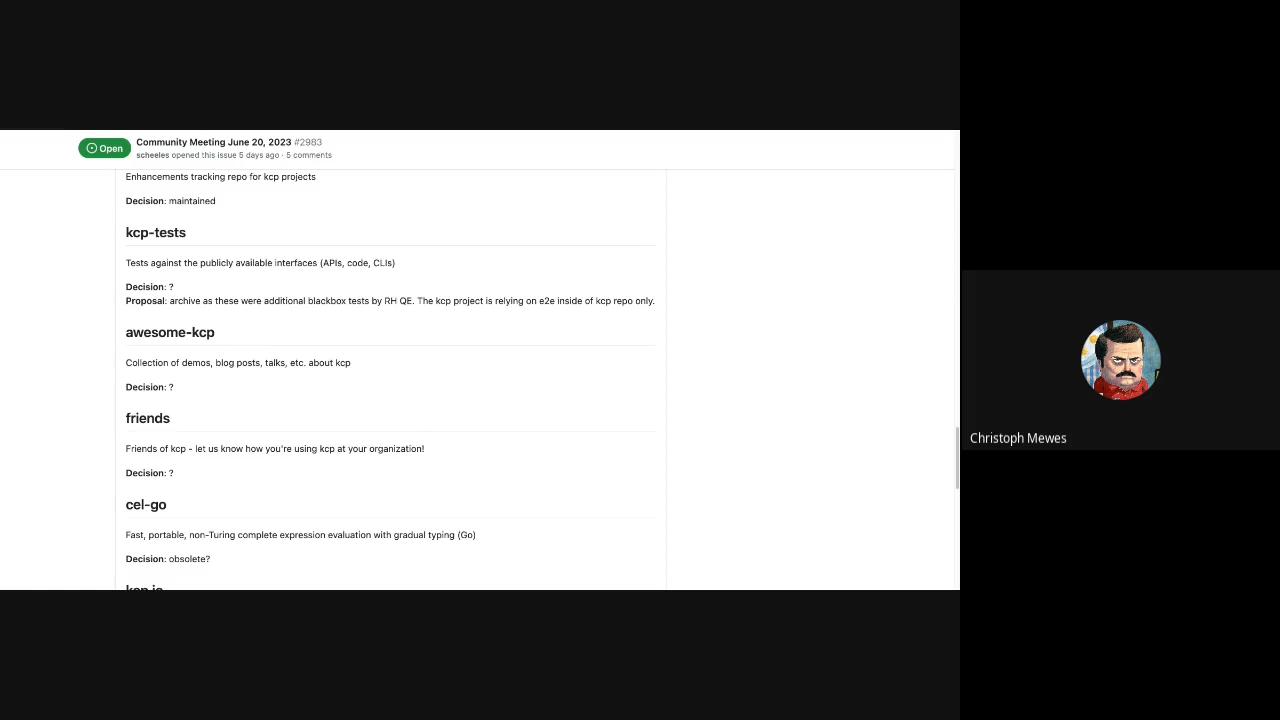 Open
Community Meeting June 20, 2023 #2983
scheeles opened this issue 5 days ago · 5 comments
Enhancements tracking repo for kcp projects
Decision: maintained
kcp-tests
Tests against the publicly available interfaces (APIs, code, CLIs)
Decision: ?
Proposal: archive as these were additional blackbox tests by RH QE. The kcp project is relying on e2e inside of kcp repo only.
awesome-kcp
Collection of demos, blog posts, talks, etc. about kcp
Decision: ?
friends
Friends of kcp - let us know how you're using kcp at your organization!
Decision: ?
cel-go
Fast, portable, non-Turing complete expression evaluation with gradual typing (Go)
Decision: obsolete?
Christoph Mewes